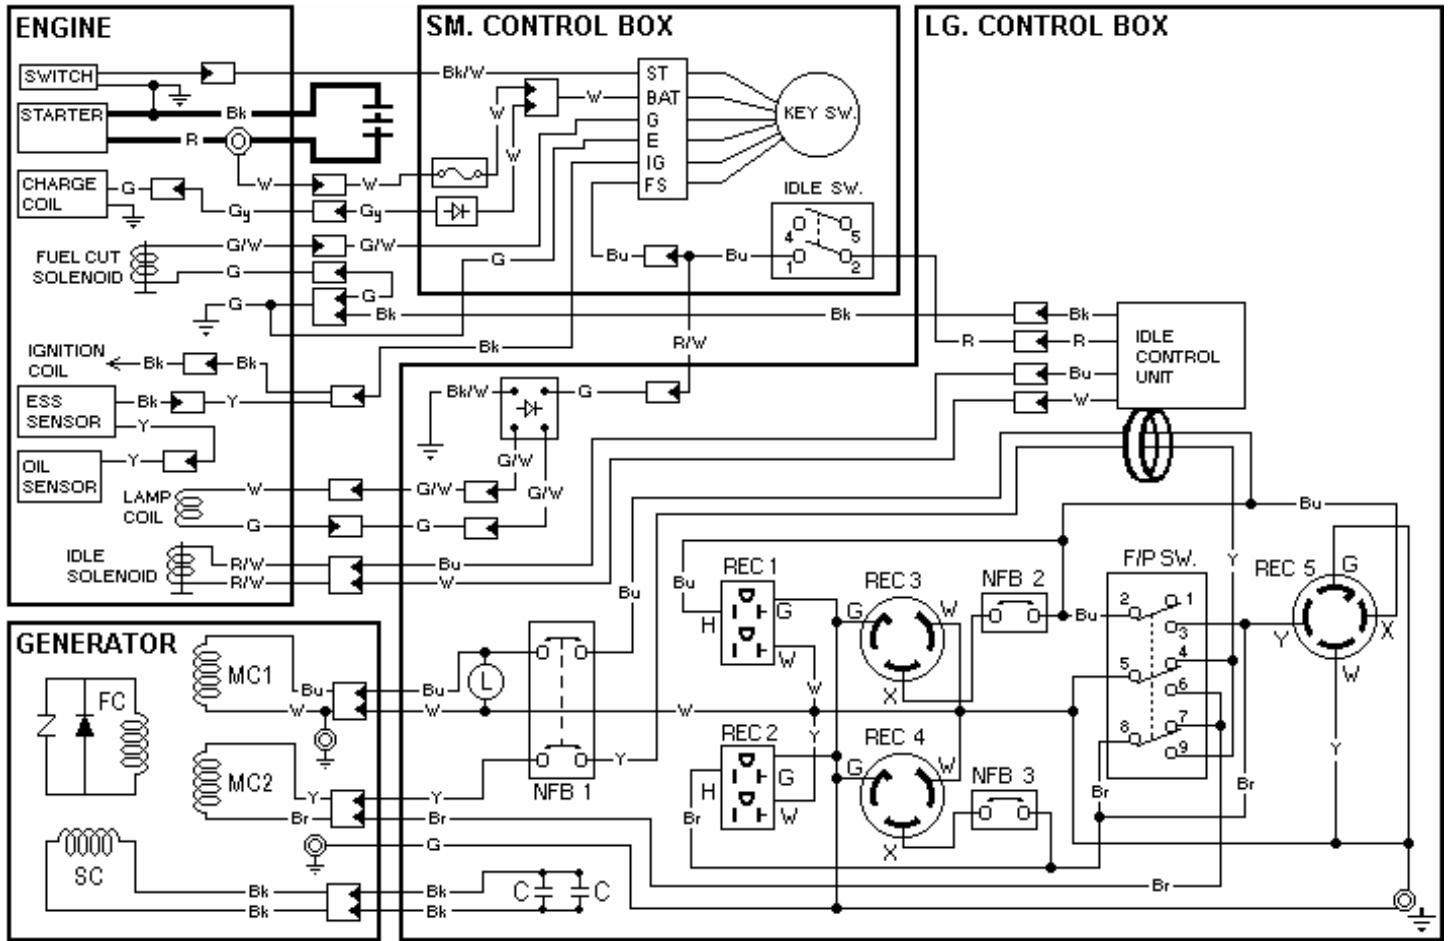 ENGINE
SM. CONTROL BOX
LG. CONTROL BOX
SWITCH
Bk/W
ST
STARTER
Bk
W
W
BAT
KEY SW.
G
R
E
W
CHARGE
COIL
G
W
W
IG
Gy
Gy
FS
IDLE SW.
4
5
FUEL CUT
SOLENOID
G/W
G/W
G
Bu
Bu
1
2
G
G
G
Bk
Bk
Bk
IDLE
CONTROL
UNIT
R
R
Bu
W
R/W
Bk
IGNITION
COIL
Bk
Bk
ESS
SENSOR
Bk
Y
Y
Bk/W
G
OIL
SENSOR
Y
G/W
G/W
LAMP
COIL
W
G/W
G
G
IDLE
SOLENOID
R/W
R/W
Bu
W
Bu
Bu
REC 1
H
G
W
W
REC 3
G
W
X
NFB 2
Bu
F/P SW.
2
1
3
5
4
6
8
7
9
Y
Bu
REC 5
G
Y
X
W
Y
GENERATOR
FC
MC1
Bu
W
Bu
W
L
W
MC2
Y
Br
Y
Br
Y
NFB 1
REC 2
H
G
W
Y
Br
REC 4
G
W
X
NFB 3
Br
Br
G
SC
Bk
Bk
Bk
Bk
C
C
Br